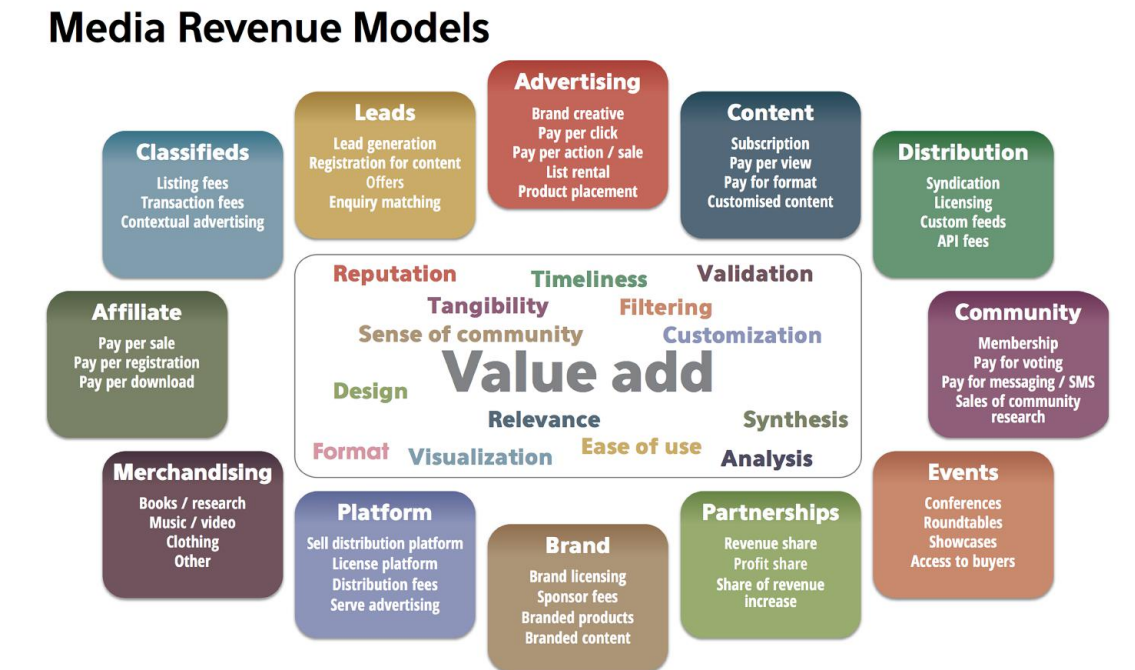 Media Revenue Models
Advertising
Brand creative
Pay per click
Pay per action / sale
List rental
Product placement
Leads
Lead generation
Registration for content
Offers
Enquiry matching
Content
Subscription
Pay per view
Pay for format
Customised content
Classifieds
Listing fees
Transaction fees
Contextual advertising
Distribution
Syndication
Licensing
Custom feeds
API fees
Reputation
Timeliness
Validation
Tangibility
Filtering
Sense of community
Customization
Value add
Design
Relevance
Synthesis
Format
Visualization
Ease of use
Analysis
Affiliate
Pay per sale
Pay per registration
Pay per download
Community
Membership
Pay for voting
Pay for messaging / SMS
Sales of community
research
Merchandising
Books / research
Music / video
Clothing
Other
Platform
Sell distribution platform
License platform
Distribution fees
Serve advertising
Brand
Brand licensing
Sponsor fees
Branded products
Branded content
Partnerships
Revenue share
Profit share
Share of revenue
increase
Events
Conferences
Roundtables
Showcases
Access to buyers